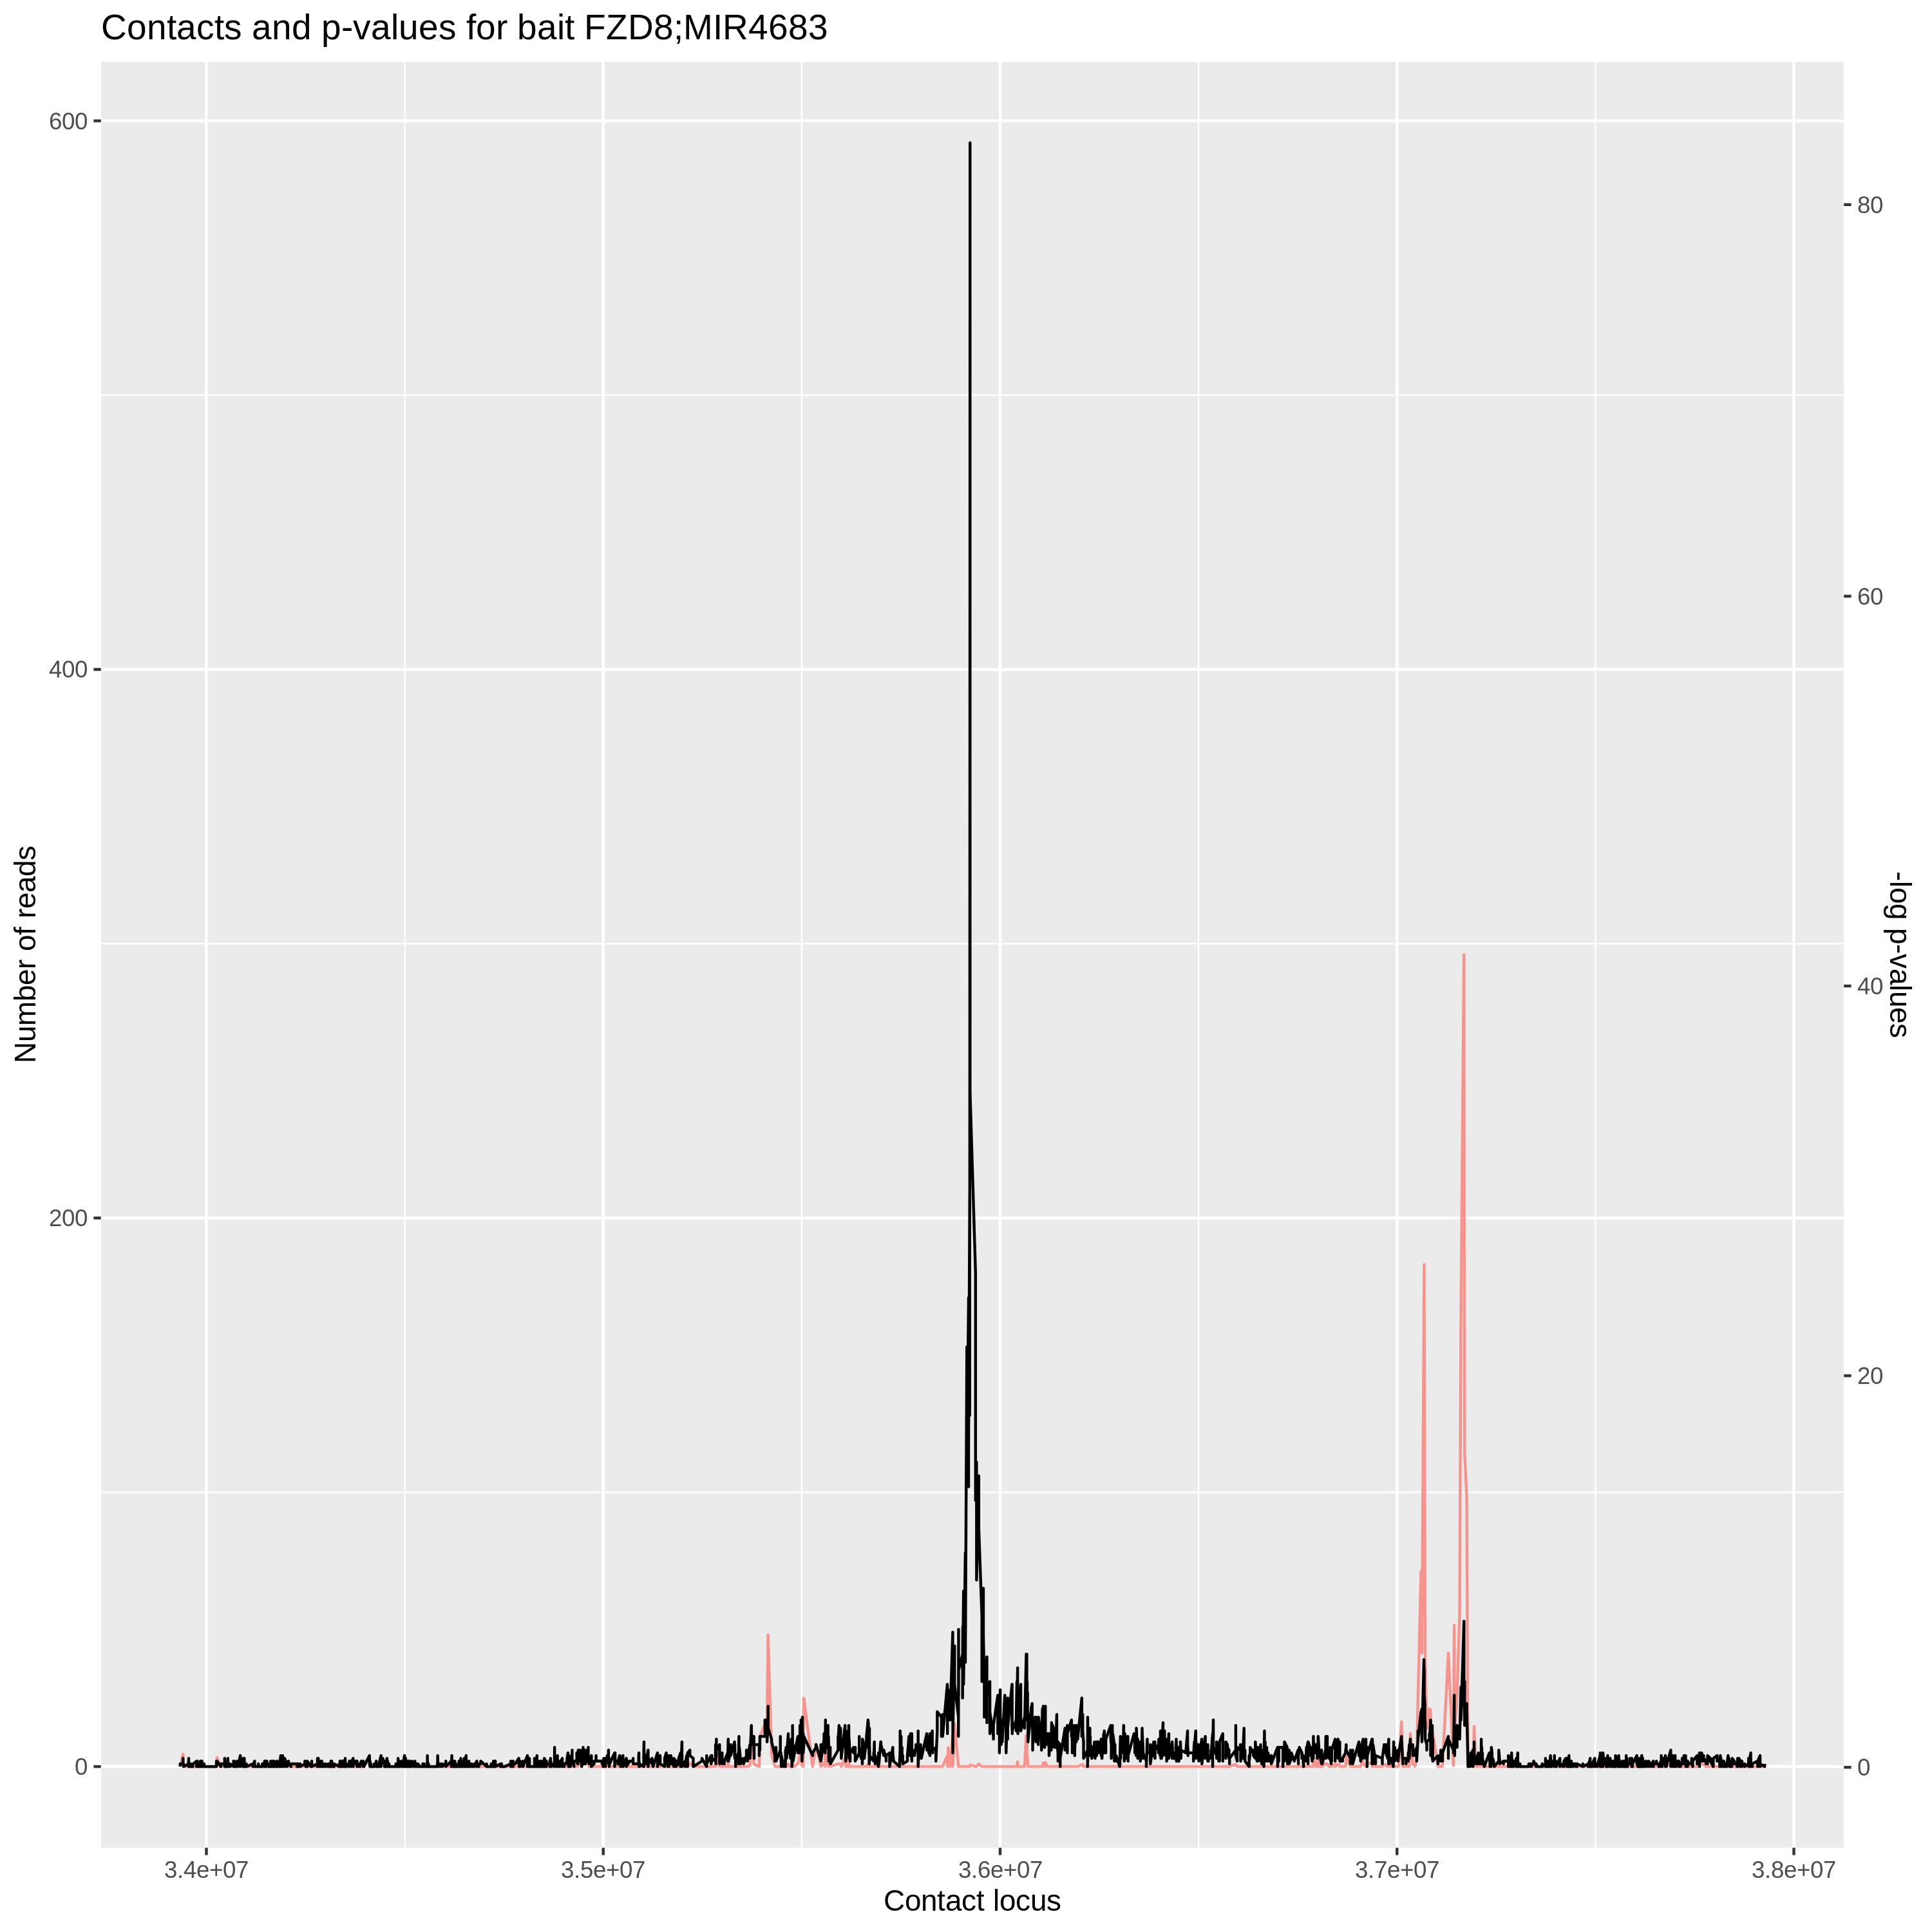 Contacts and p-values for bait FZD8;MIR4683
600
400
200
0
Number of reads
80
60
40
20
0
-log p-values
3.4e+07
3.5e+07
3.6e+07
3.7e+07
3.8e+07
Contact locus